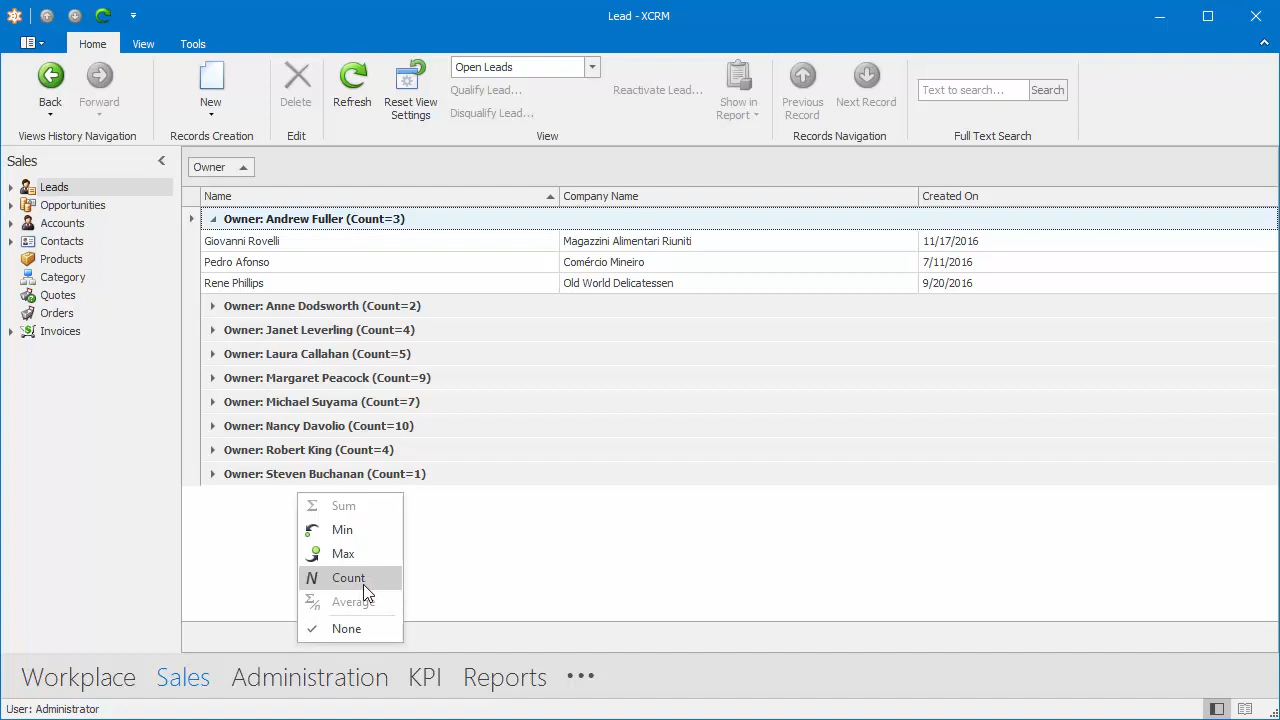 Lead - XCRM
Home View Tools
Back Forward New Delete Refresh Reset View Settings Open Leads
Qualify Lead... Reactivate Lead...
Disqualify Lead...
Show in Report
Previous Record Next Record
Text to search... Search
Views History Navigation Records Creation Edit View Records Navigation Full Text Search
Sales
Leads
Opportunities
Accounts
Contacts
Products
Category
Quotes
Orders
Invoices
Owner
Name Company Name Created On
Owner: Andrew Fuller (Count=3)
Giovanni Rovelli Magazzini Alimentari Riuniti 11/17/2016
Pedro Afonso Comércio Mineiro 7/11/2016
Rene Phillips Old World Delicatessen 9/20/2016
Owner: Anne Dodsworth (Count=2)
Owner: Janet Leverling (Count=4)
Owner: Laura Callahan (Count=5)
Owner: Margaret Peacock (Count=9)
Owner: Michael Suyama (Count=7)
Owner: Nancy Davolio (Count=10)
Owner: Robert King (Count=4)
Owner: Steven Buchanan (Count=1)
Σ Sum
Min
Max
N Count
Σ/n Average
None
Workplace Sales Administration KPI Reports •••
User: Administrator